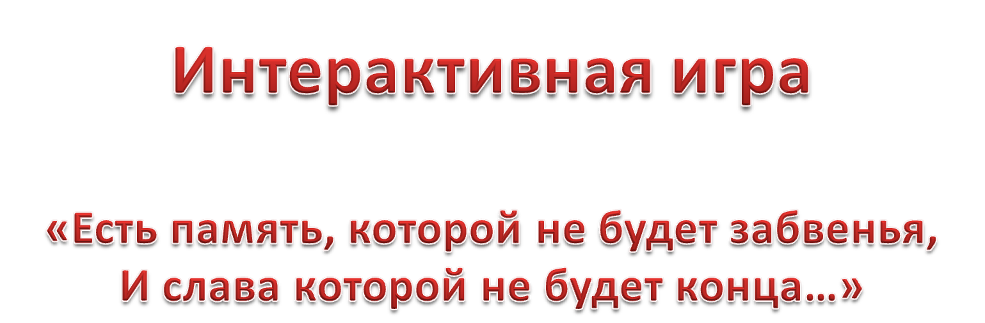 Интерактивная игра
«Есть память, которой не будет забвенья,
И слава которой не будет конца...»